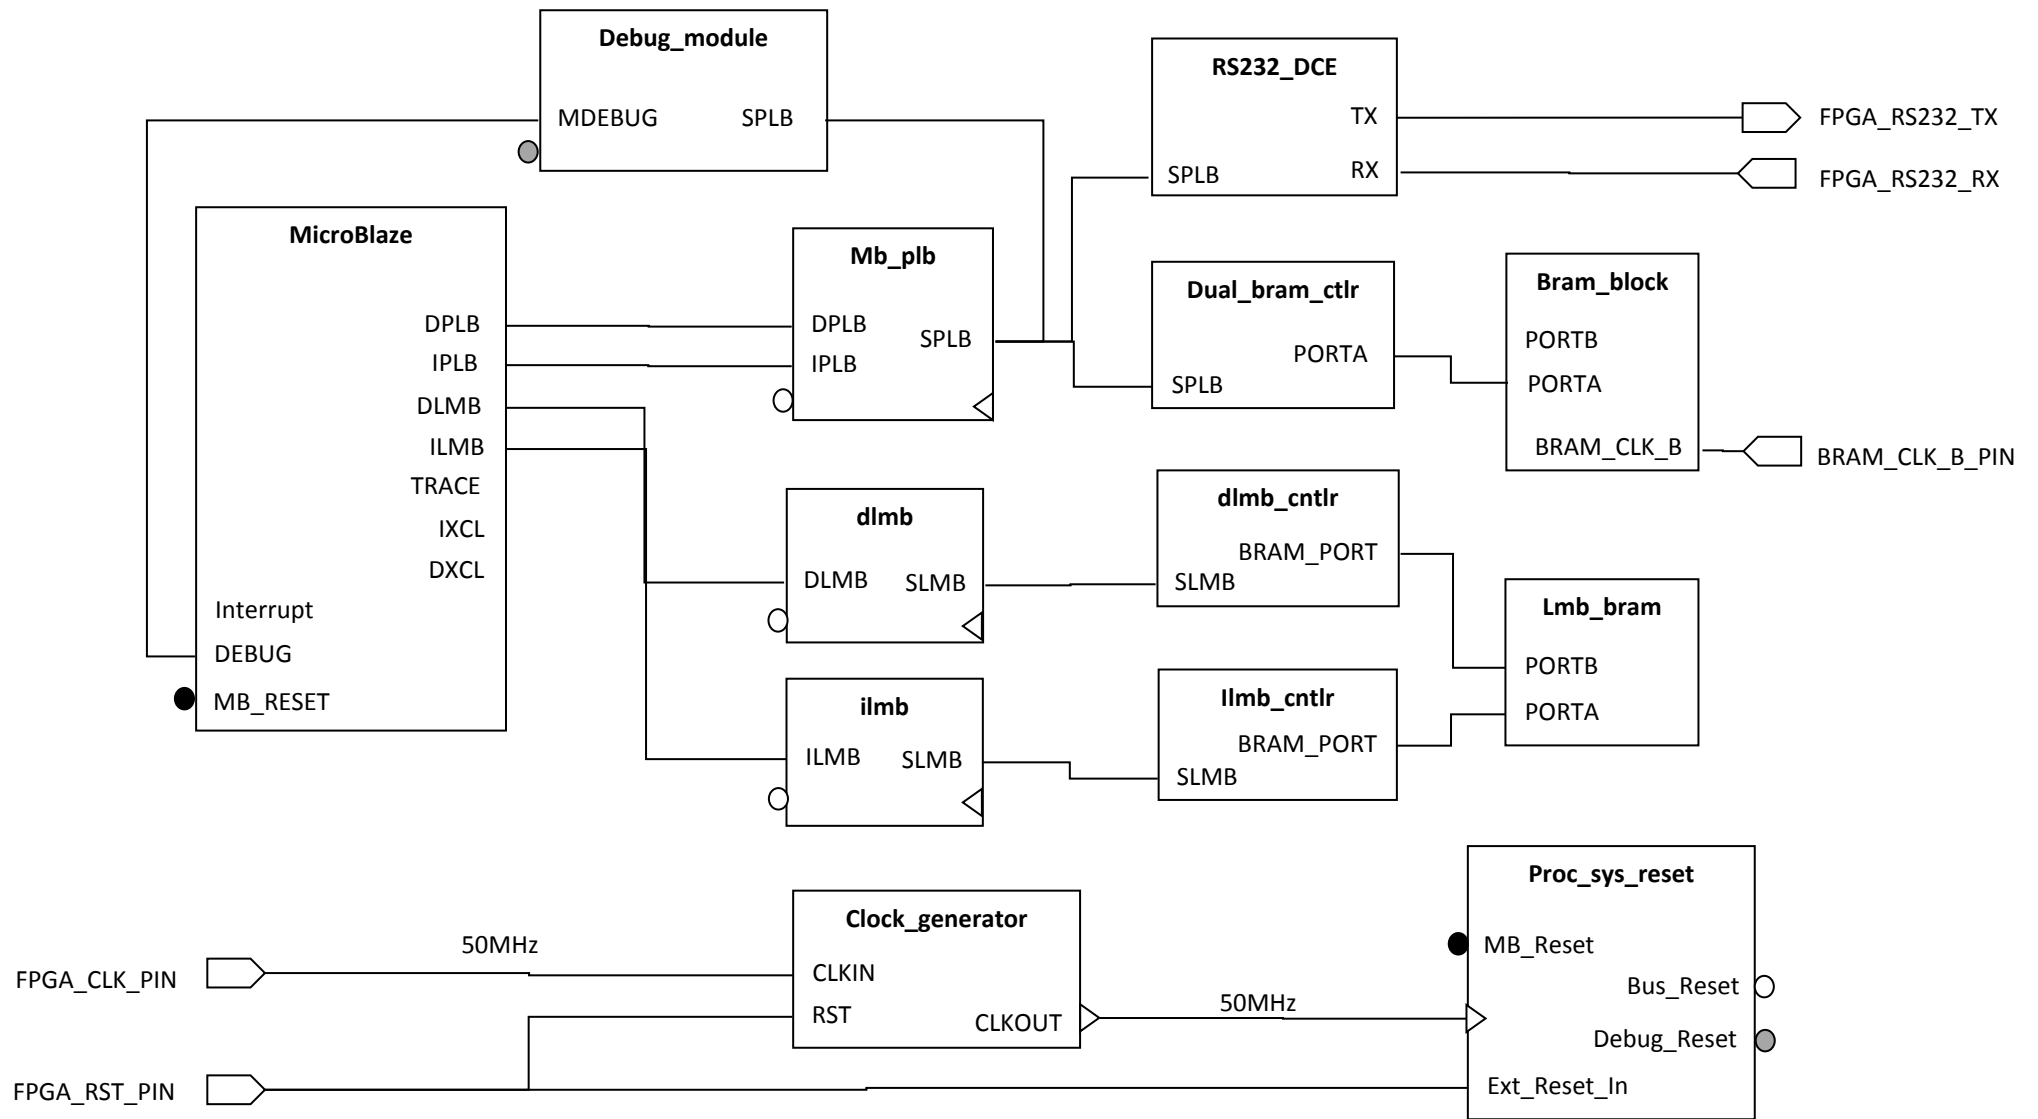 Debug_module
MDEBUG
SPLB
RS232_DCE
TX
RX
SPLB
FPGA_RS232_TX
FPGA_RS232_RX
MicroBlaze
DPLB
IPLB
DLMB
ILMB
TRACE
IXCL
DXCL
Interrupt
DEBUG
MB_RESET
Mb_plb
DPLB
IPLB
SPLB
Dual_bram_ctlr
PORTA
SPLB
Bram_block
PORTB
PORTA
BRAM_CLK_B
BRAM_CLK_B_PIN
dlmb
DLMB
SLMB
dlmb_cntlr
BRAM_PORT
SLMB
Lmb_bram
PORTB
PORTA
ilmb
ILMB
SLMB
Ilmb_cntlr
BRAM_PORT
SLMB
FPGA_CLK_PIN
50MHz
FPGA_RST_PIN
Clock_generator
CLKIN
RST
CLKOUT
50MHz
Proc_sys_reset
MB_Reset
Bus_Reset
Debug_Reset
Ext_Reset_In